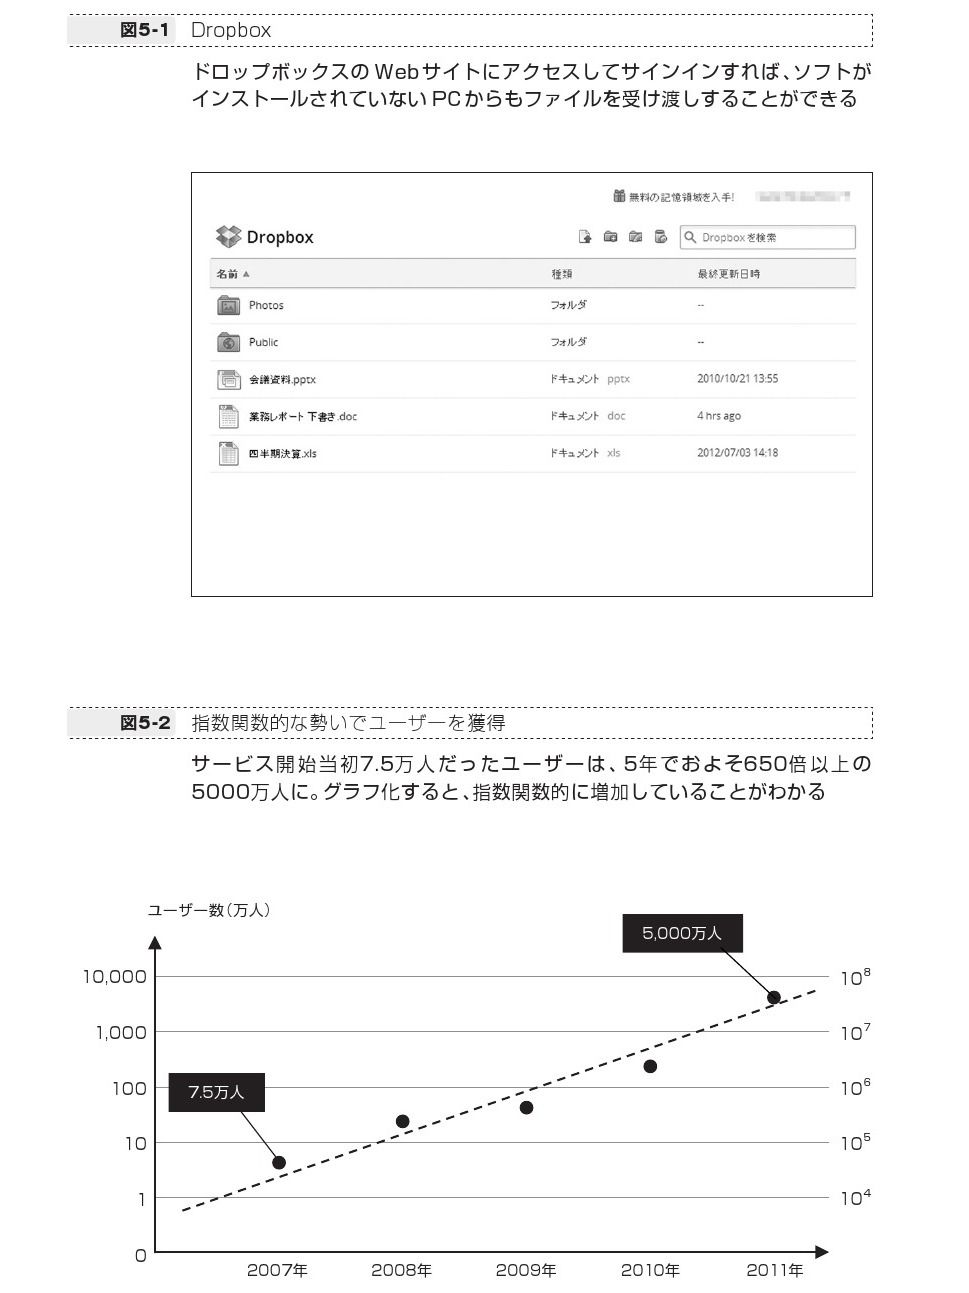 図5-1 Dropbox
ドロップボックスのWebサイトにアクセスしてサインインすれば、ソフトが
インストールされていないPCからもファイルを受け渡しすることができる
無料の記憶領域を入手!
Dropbox
Dropboxを検索
名前 ▲ 種類 最終更新日時
Photos フォルダ --
Public フォルダ --
会議資料.pptx ドキュメント pptx 2010/10/21 13:55
業務レポート 下書き.doc ドキュメント doc 4 hrs ago
四半期決算.xls ドキュメント xls 2012/07/03 14:18
図5-2 指数関数的な勢いでユーザーを獲得
サービス開始当初7.5万人だったユーザーは、5年でおよそ650倍以上の
5000万人に。グラフ化すると、指数関数的に増加していることがわかる
ユーザー数(万人)
5,000万人
10,000 10⁸
1,000 10⁷
100 7.5万人 10⁶
10 10⁵
1 10⁴
0
2007年 2008年 2009年 2010年 2011年